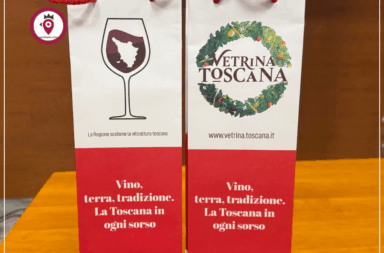 La Regione sostiene la viticoltura toscana
Vino,
terra, tradizione.
La Toscana in
ogni sorso
VETRINA
TOSCANA
www.vetrina.toscana.it
Vino,
terra, tradizione.
La Toscana in
ogni sorso